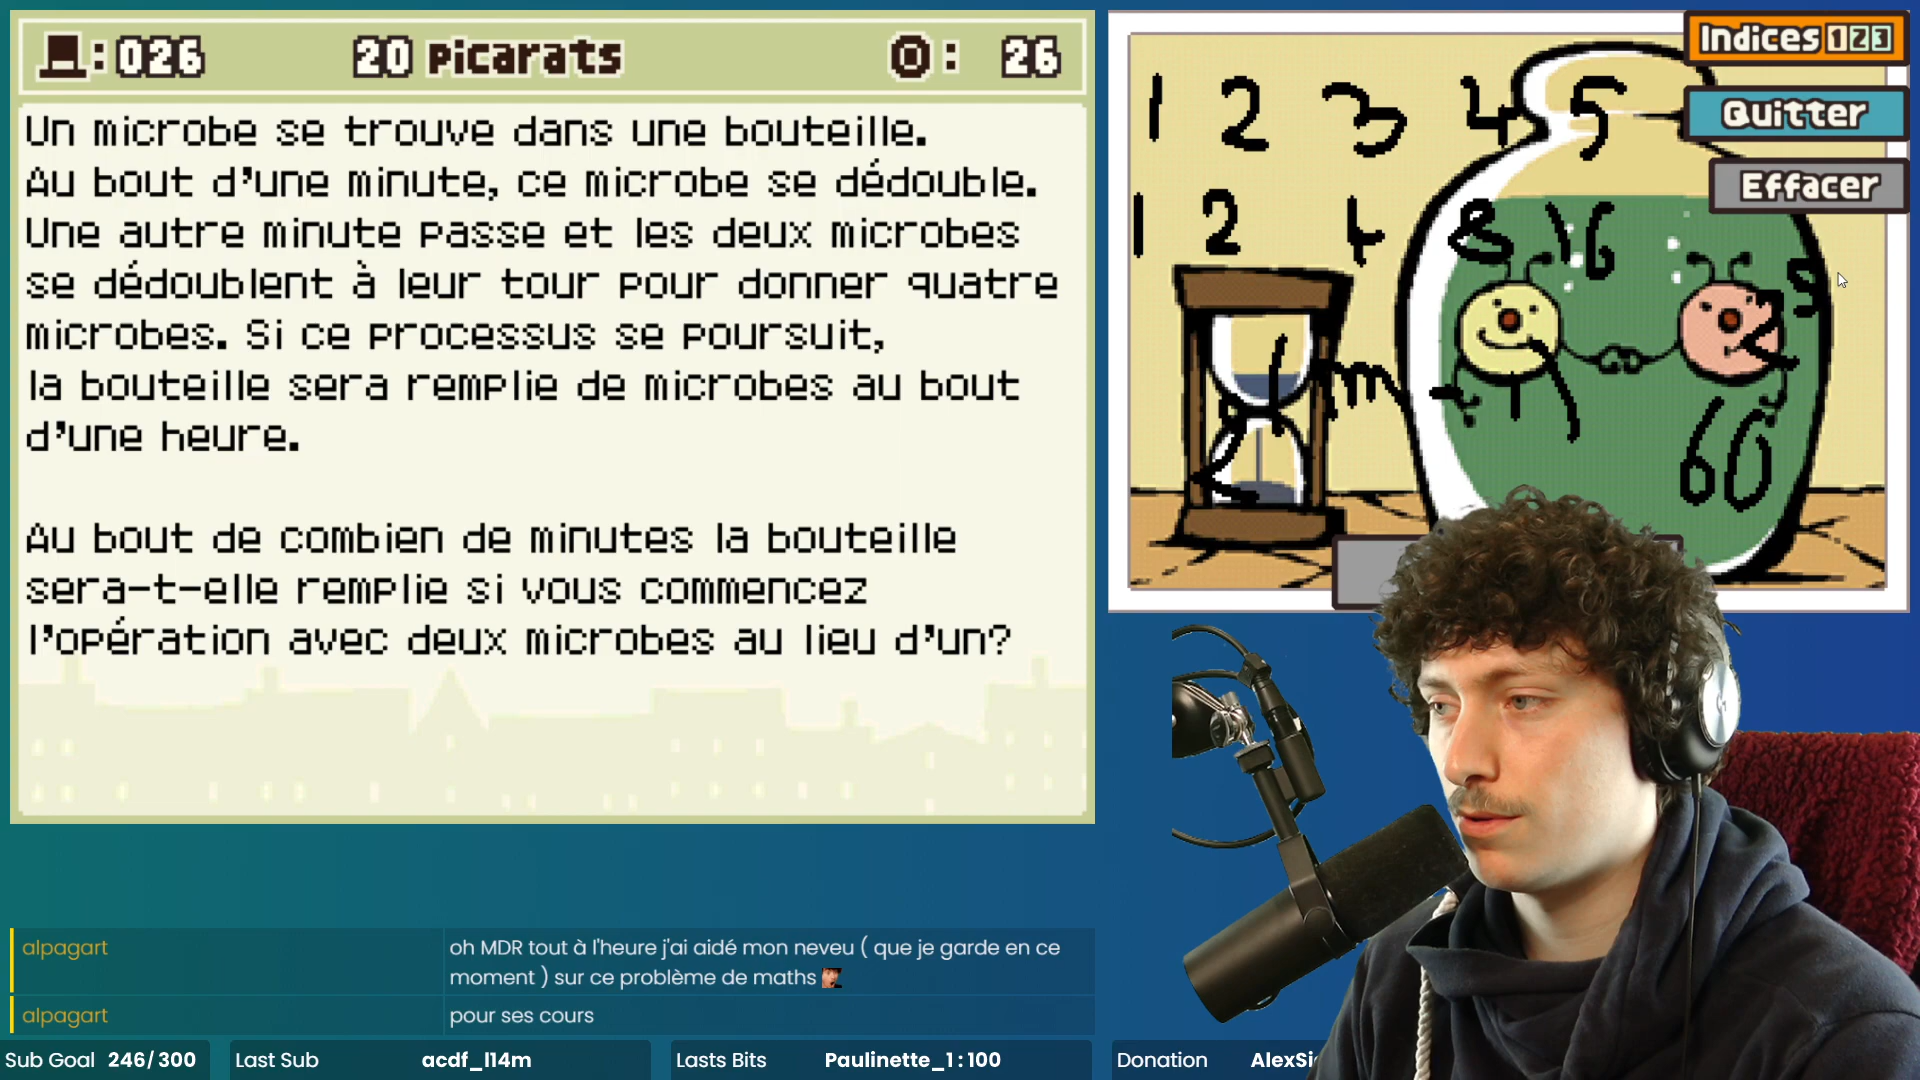 : 026 20 picarats : 26
Un microbe se trouve dans une bouteille.
Au bout d'une minute, ce microbe se dédouble.
Une autre minute passe et les deux microbes
se dédoublent à leur tour pour donner quatre
microbes. Si ce processus se poursuit,
la bouteille sera remplie de microbes au bout
d'une heure.
Au bout de combien de minutes la bouteille
sera-t-elle remplie si vous commencez
l'opération avec deux microbes au lieu d'un?
Indices 1 2 3
Quitter
Effacer
1 2 3 4 5
1 2 4 8 16
60
alpagart oh MDR tout à l'heure j'ai aidé mon neveu ( que je garde en ce
moment ) sur ce problème de maths
alpagart pour ses cours
Sub Goal 246/300 Last Sub acdf_l14m Lasts Bits Paulinette_1 : 100 Donation